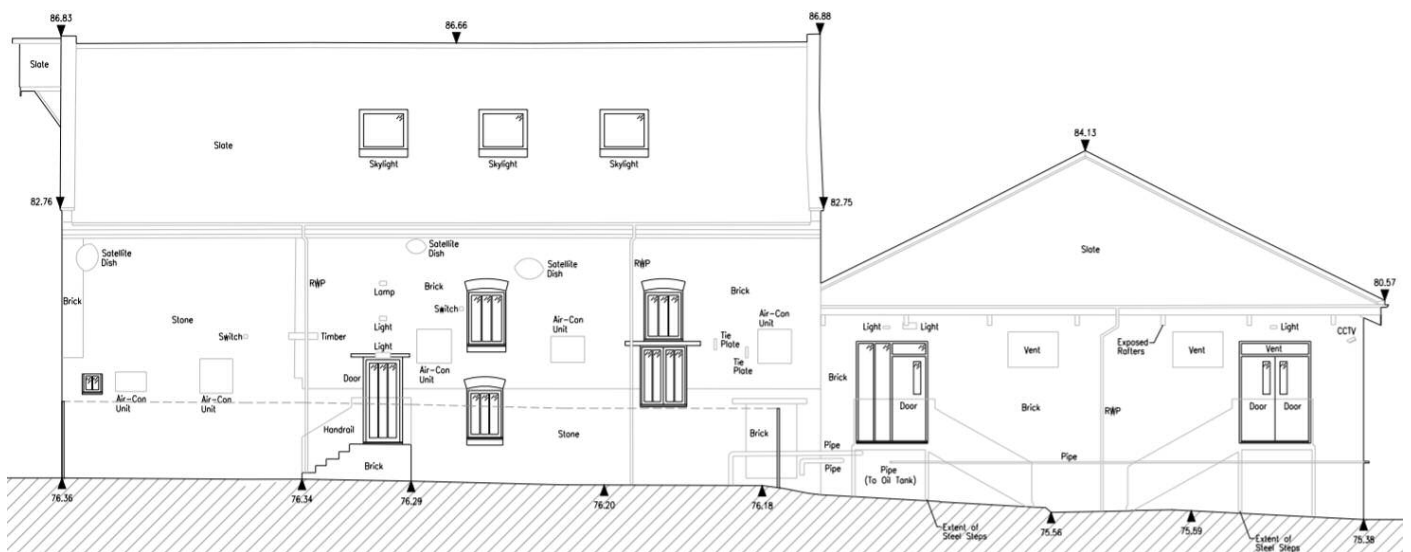 86.83
86.66
86.88
Slate
84.13
Slate
Skylight
Skylight
Skylight
82.76
82.75
Slate
Satellite
Dish
Satellite
Dish
Satellite
Dish
RWP
RWP
80.57
Lamp
Brick
Brick
Brick
Stone
Switch
Air-Con
Unit
Air-Con
Unit
Light
Light
Light
CCTV
Switch
Timber
Light
Tie
Plate
Tie
Plate
Exposed
Rafters
Vent
Vent
Vent
Door
Air-Con
Unit
Brick
Door
Brick
Door
Door
Air-Con
Unit
Air-Con
Unit
RWP
Handrail
Stone
Brick
Pipe
Pipe
Brick
Pipe
Pipe
(To Oil Tank)
76.36
76.34
76.29
76.20
76.18
Extent of
Steel Steps
75.56
75.59
Extent of
Steel Steps
75.38